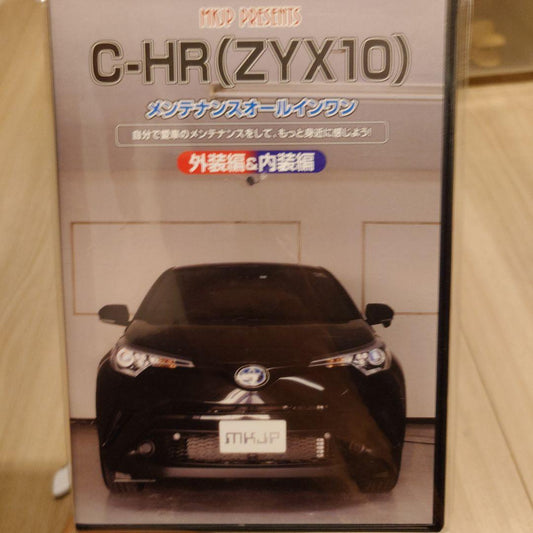 MKJP PRESENTS
C-HR(ZYX10)
メンテナンスオールインワン
自分で愛車のメンテナンスをして、もっと身近に感じよう!
外装編&内装編
MKJP